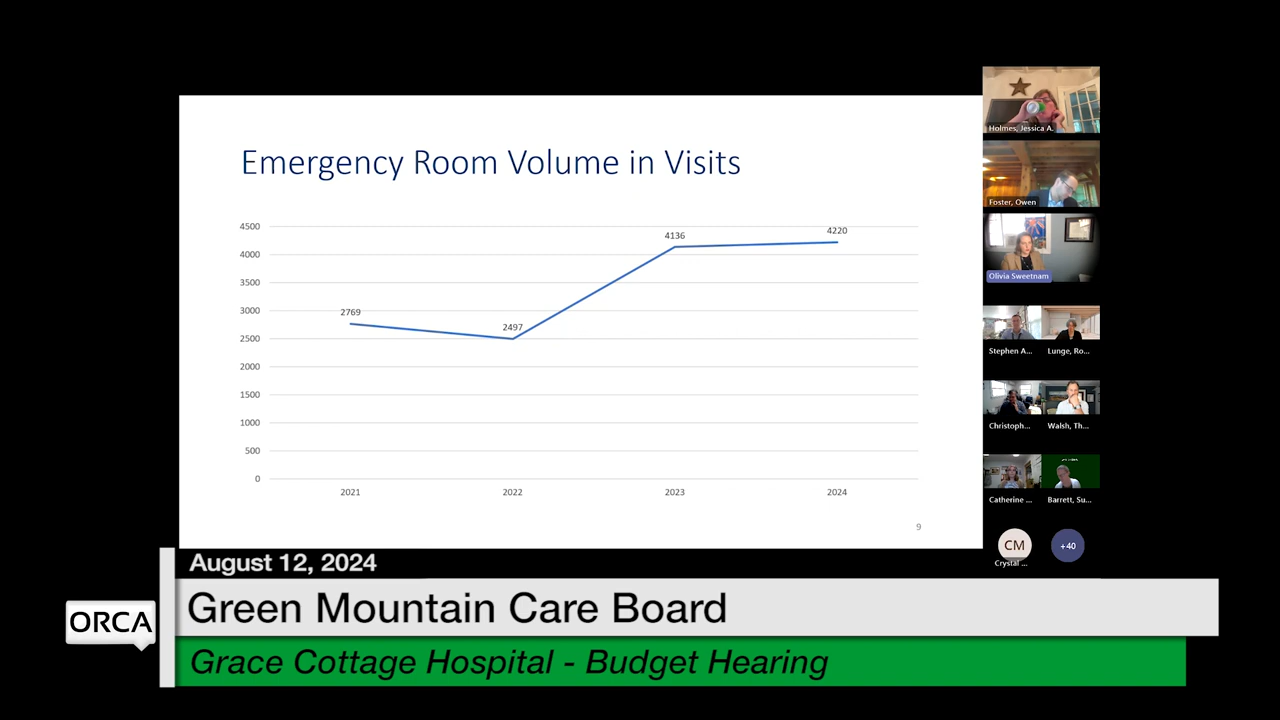 Emergency Room Volume in Visits
4500
4000
3500
3000
2500
2000
1500
1000
500
0
2769
2497
4136
4220
2021
2022
2023
2024
9
Holmes, Jessica A.
Foster, Owen
Olivia Sweetnam
Stephen A...
Lunge, Ro...
Christoph...
Walsh, Th...
Catherine ...
Barrett, Su...
CM
+40
Crystal ...
August 12, 2024
ORCA
Green Mountain Care Board
Grace Cottage Hospital - Budget Hearing